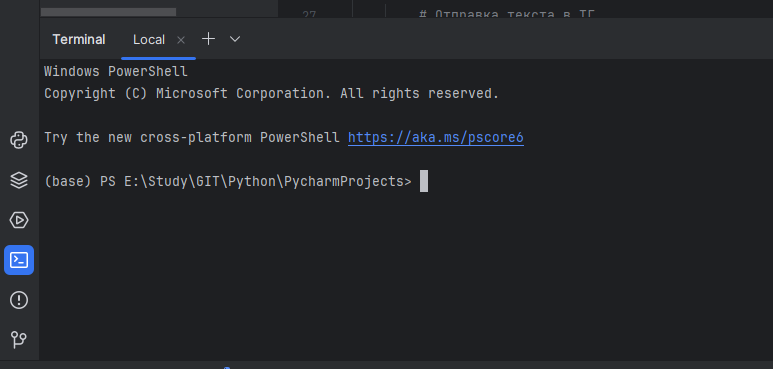 27 # Отправка текста в ТГ
Terminal Local
Windows PowerShell
Copyright (C) Microsoft Corporation. All rights reserved.
Try the new cross-platform PowerShell https://aka.ms/pscore6
(base) PS E:\Study\GIT\Python\PycharmProjects>